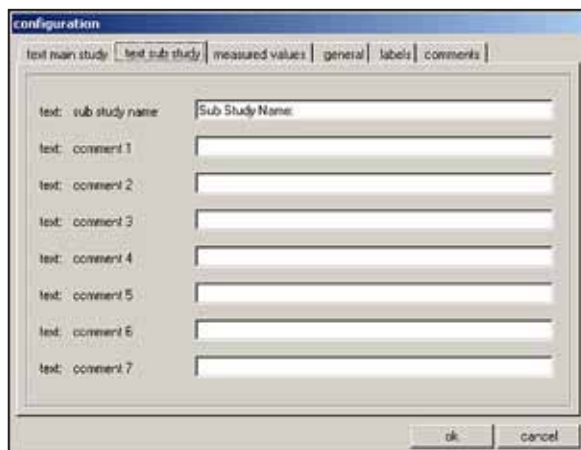 configuration
text main study text sub study measured values general labels comments
text: sub study name Sub Study Name:
text: comment 1
text: comment 2
text: comment 3
text: comment 4
text: comment 5
text: comment 6
text: comment 7
ok cancel